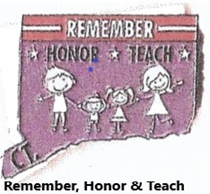 REMEMBER
HONOR ★ TEACH
CT.
Remember, Honor & Teach